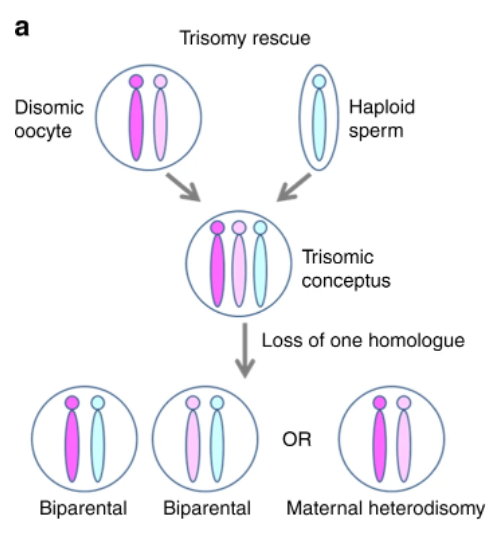 a
Trisomy rescue
Disomic
oocyte
Haploid
sperm
Trisomic
conceptus
Loss of one homologue
OR
Biparental
Biparental
Maternal heterodisomy